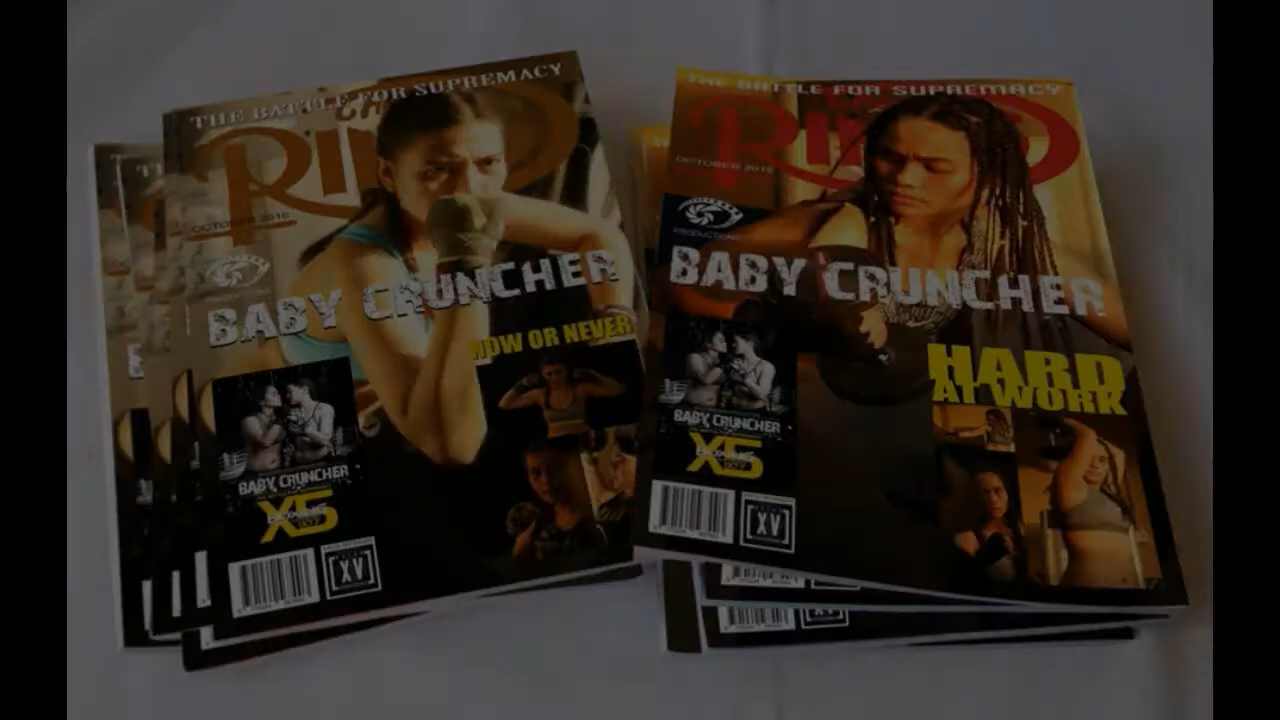 THE BATTLE FOR SUPREMACY
RING
OCTOBER 2016
BABY CRUNCHER
NOW OR NEVER
BABY CRUNCHER
X5
XV
THE BATTLE FOR SUPREMACY
RING
OCTOBER 2016
PRODUCTION
BABY CRUNCHER
HARD
AT WORK
BABY CRUNCHER
X5
XV